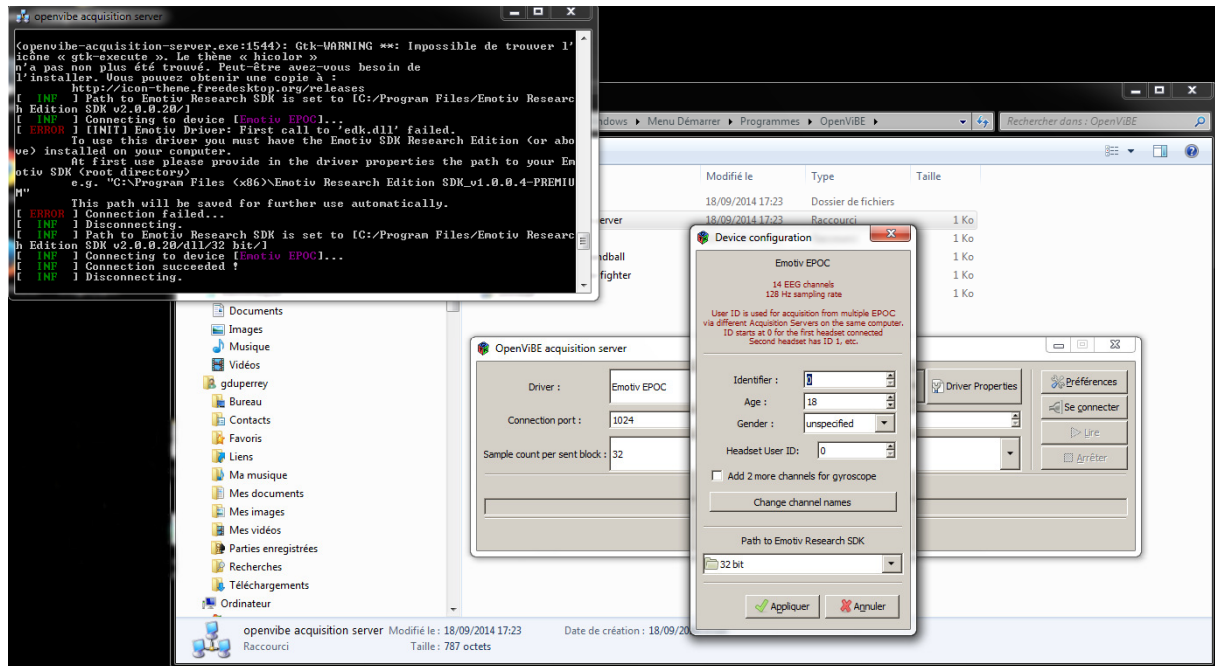 openvibe acquisition server
(openvibe-acquisition-server.exe:1544): Gtk-WARNING **: Impossible de trouver l'
icône « gtk-execute ». Le thème « hicolor »
n'a pas non plus été trouvé. Peut-être avez-vous besoin de
l'installer. Vous pouvez obtenir une copie à :
http://icon-theme.freedesktop.org/releases
[ INF ] Path to Emotiv Research SDK is set to [C:/Program Files/Emotiv Researc
h Edition SDK v2.0.0.20/]
[ INF ] Connecting to device [Emotiv EPOC]...
[ ERROR ] [INIT] Emotiv Driver: First call to 'edk.dll' failed.
To use this driver you must have the Emotiv SDK Research Edition (or abo
ve) installed on your computer.
At first use please provide in the driver properties the path to your Em
otiv SDK (root directory)
e.g. "C:\Program Files (x86)\Emotiv Research Edition SDK_v1.0.0.4-PREMIU
M"
This path will be saved for further use automatically.
[ ERROR ] Connection failed...
[ INF ] Disconnecting.
[ INF ] Path to Emotiv Research SDK is set to [C:/Program Files/Emotiv Researc
h Edition SDK v2.0.0.20/dll/32 bit/]
[ INF ] Connecting to device [Emotiv EPOC]...
[ INF ] Connection succeeded !
[ INF ] Disconnecting.
ndows ▸ Menu Démarrer ▸ Programmes ▸ OpenViBE ▸
Rechercher dans : OpenViBE
Modifié le Type Taille
18/09/2014 17:23 Dossier de fichiers
erver 18/09/2014 17:23 Raccourci 1 Ko
1 Ko
ndball 1 Ko
fighter 1 Ko
1 Ko
Documents
Images
Musique
Vidéos
gduperrey
Bureau
Contacts
Favoris
Liens
Ma musique
Mes documents
Mes images
Mes vidéos
Parties enregistrées
Recherches
Téléchargements
Ordinateur
OpenViBE acquisition server
Driver : Emotiv EPOC
Driver Properties
Connection port : 1024
Sample count per sent block : 32
Préférences
Se connecter
Lire
Arrêter
Device configuration
Emotiv EPOC
14 EEG channels
128 Hz sampling rate
User ID is used for acquisition from multiple EPOC
via different Acquisition Servers on the same computer.
ID starts at 0 for the first headset connected
Second headset has ID 1, etc.
Identifier : 0
Age : 18
Gender : unspecified
Headset User ID: 0
Add 2 more channels for gyroscope
Change channel names
Path to Emotiv Research SDK
32 bit
Appliquer Annuler
openvibe acquisition server Modifié le : 18/09/2014 17:23 Date de création : 18/09/20
Raccourci Taille : 787 octets